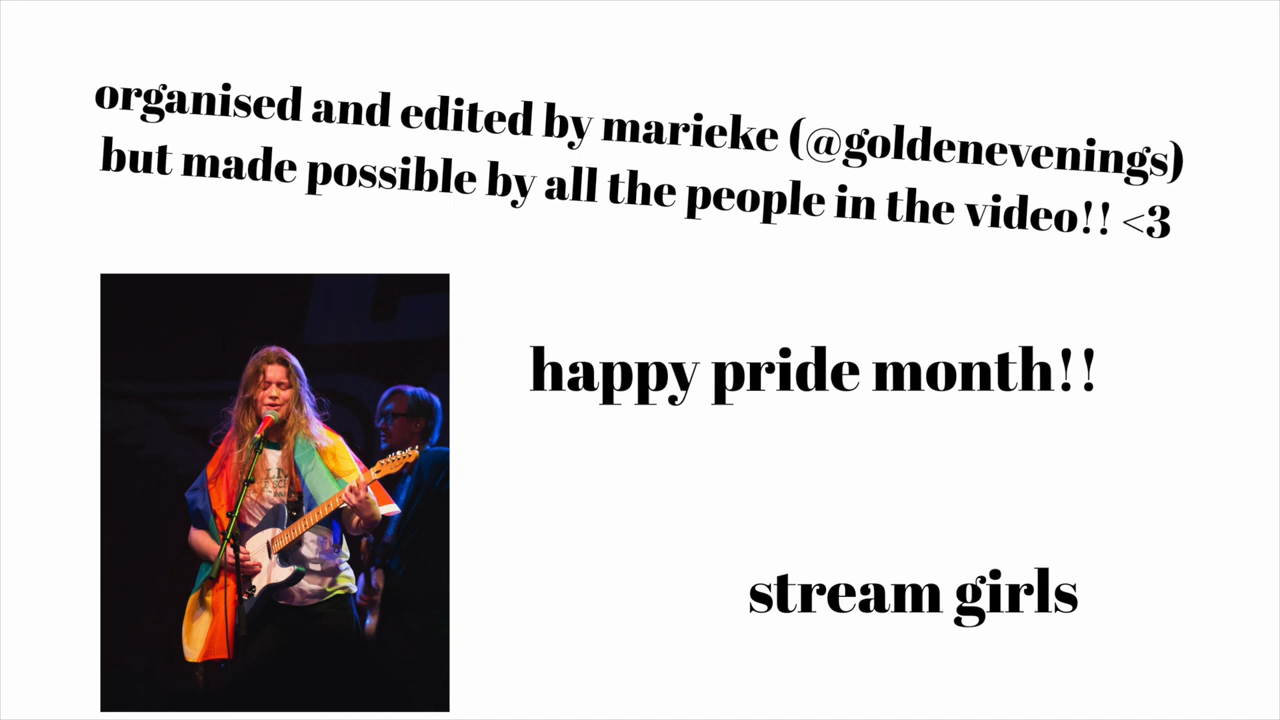 organised and edited by marieke (@goldenevenings)
but made possible by all the people in the video!! <3
happy pride month!!
stream girls